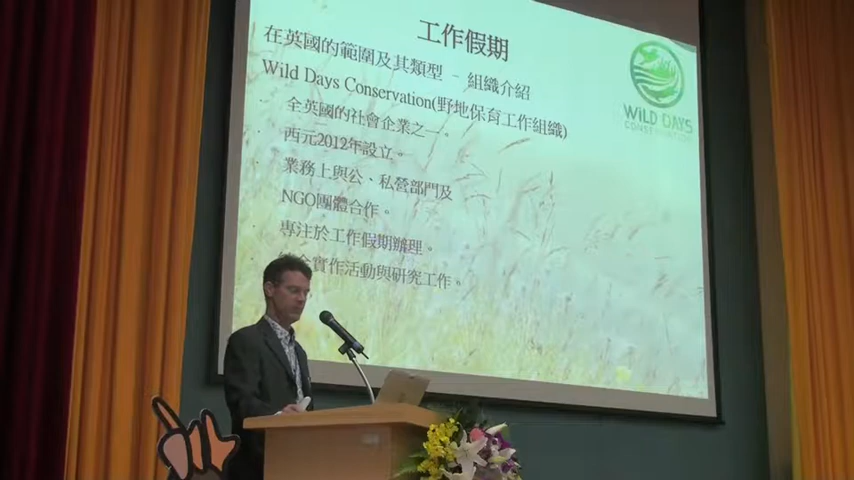 工作假期
在英國的範圍及其類型 – 組織介紹
Wild Days Conservation(野地保育工作組織)
全英國的社會企業之一。
西元2012年設立。
業務上與公、私營部門及
NGO團體合作。
專注於工作假期辦理。
實作活動與研究工作。
WiLD DAYS
CONSERVATION